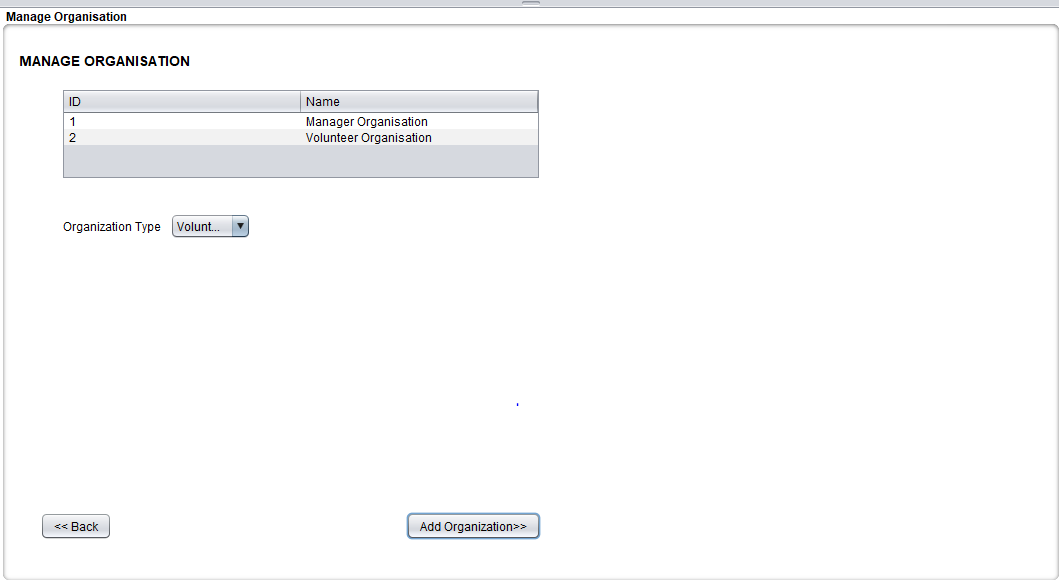 Manage Organisation
MANAGE ORGANISATION
ID Name
1 Manager Organisation
2 Volunteer Organisation
Organization Type Volunt...
<< Back Add Organization>>